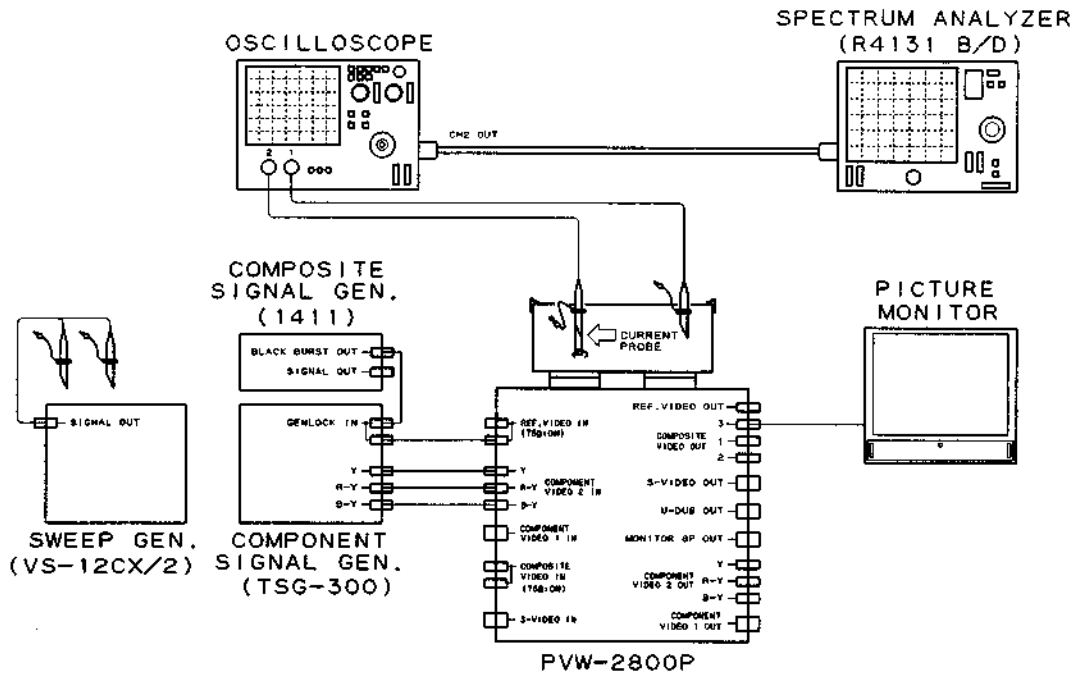 SPECTRUM ANALYZER
(R4131 B/D)
OSCILLOSCOPE
CH2 OUT
2 1
COMPOSITE
SIGNAL GEN.
(1411)
BLACK BURST OUT
SIGNAL OUT
CURRENT
PROBE
PICTURE
MONITOR
SIGNAL OUT
GENLOCK IN
Y
R-Y
B-Y
SWEEP GEN.
(VS-12CX/2)
COMPONENT
SIGNAL GEN.
(TSG-300)
REF.VIDEO IN
(75Ω:ON)
Y
R-Y COMPONENT
VIDEO 2 IN
B-Y
COMPONENT
VIDEO 1 IN
COMPOSITE
VIDEO IN
(75Ω:ON)
S-VIDEO IN
REF.VIDEO OUT
3
COMPOSITE 1
VIDEO OUT
2
S-VIDEO OUT
U-DUB OUT
MONITOR SP OUT
Y
COMPONENT R-Y
VIDEO 2 OUT
B-Y
COMPONENT
VIDEO 1 OUT
PVW-2800P